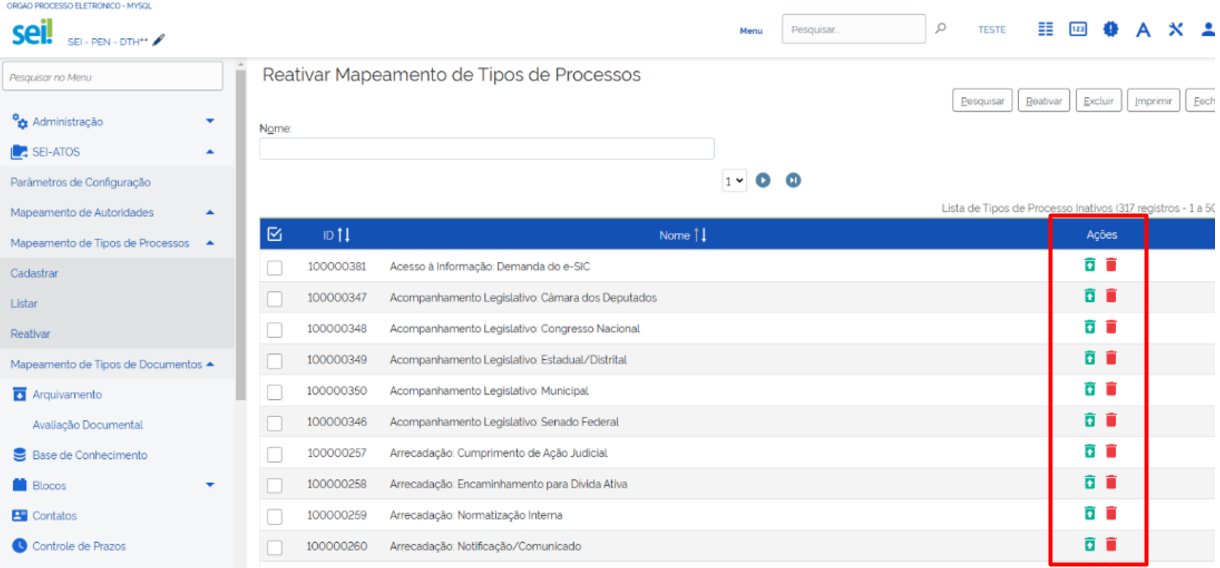 ORGAO PROCESSO ELETRONICO - MYSQL
sei!
SEI - PEN - DTH**
Menu
Pesquisar...
TESTE
123
A
Pesquisar no Menu
Administração
SEI-ATOS
Parâmetros de Configuração
Mapeamento de Autoridades
Mapeamento de Tipos de Processos
Cadastrar
Listar
Reativar
Mapeamento de Tipos de Documentos
Arquivamento
Avaliação Documental
Base de Conhecimento
Blocos
Contatos
Controle de Prazos
Reativar Mapeamento de Tipos de Processos
Pesquisar Reativar Excluir Imprimir Fech
Nome:
1
Lista de Tipos de Processo Inativos (317 registros - 1 a 50
ID Nome Ações
100000381 Acesso à Informação: Demanda do e-SIC
100000347 Acompanhamento Legislativo: Câmara dos Deputados
100000348 Acompanhamento Legislativo: Congresso Nacional
100000349 Acompanhamento Legislativo: Estadual/Distrital
100000350 Acompanhamento Legislativo: Municipal
100000346 Acompanhamento Legislativo: Senado Federal
100000257 Arrecadação: Cumprimento de Ação Judicial
100000258 Arrecadação: Encaminhamento para Dívida Ativa
100000259 Arrecadação: Normatização Interna
100000260 Arrecadação: Notificação/Comunicado